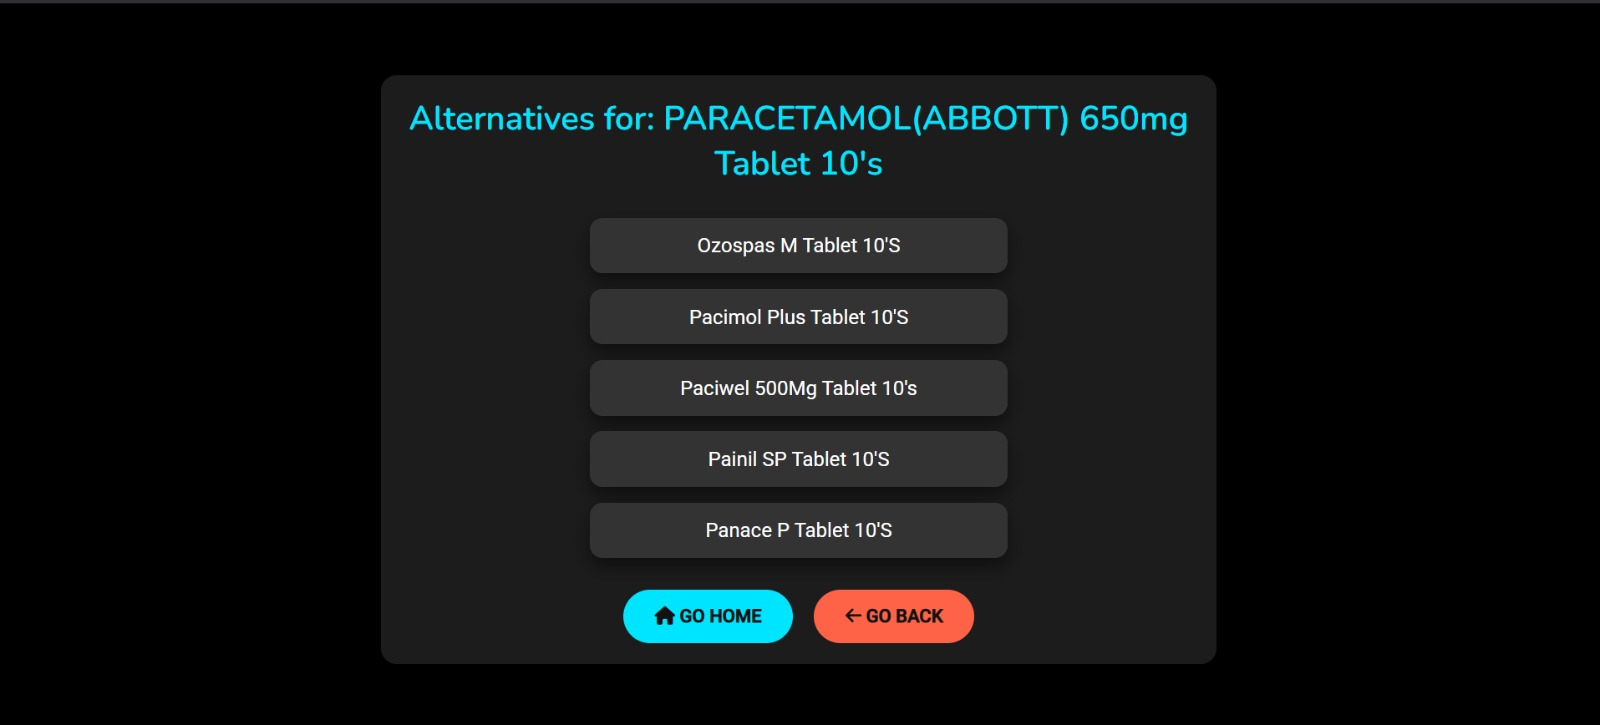 Alternatives for: PARACETAMOL(ABBOTT) 650mg
Tablet 10's
Ozospas M Tablet 10'S
Pacimol Plus Tablet 10'S
Paciwel 500Mg Tablet 10's
Painil SP Tablet 10'S
Panace P Tablet 10'S
GO HOME
GO BACK